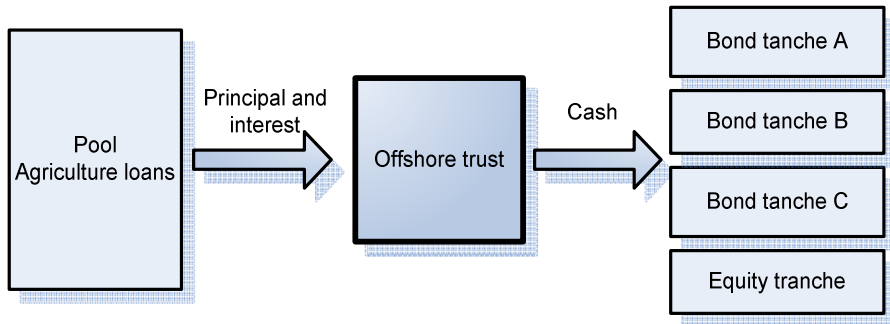 Pool
Agriculture loans
Principal and
interest
Offshore trust
Cash
Bond tanche A
Bond tanche B
Bond tanche C
Equity tranche